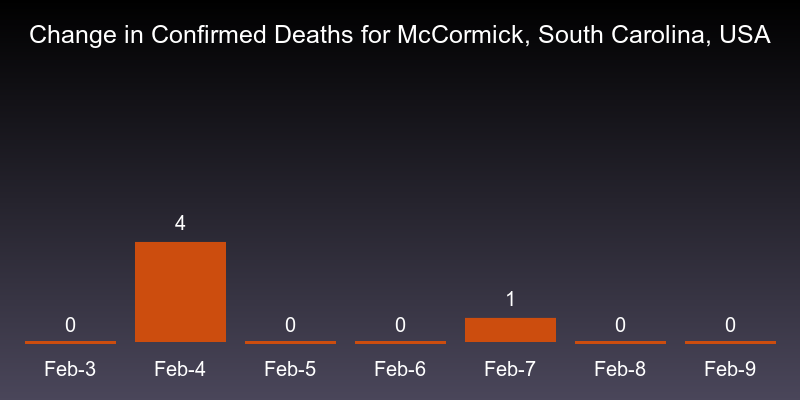 Change in Confirmed Deaths for McCormick, South Carolina, USA
4
1
0 0 0 0 0
Feb-3 Feb-4 Feb-5 Feb-6 Feb-7 Feb-8 Feb-9